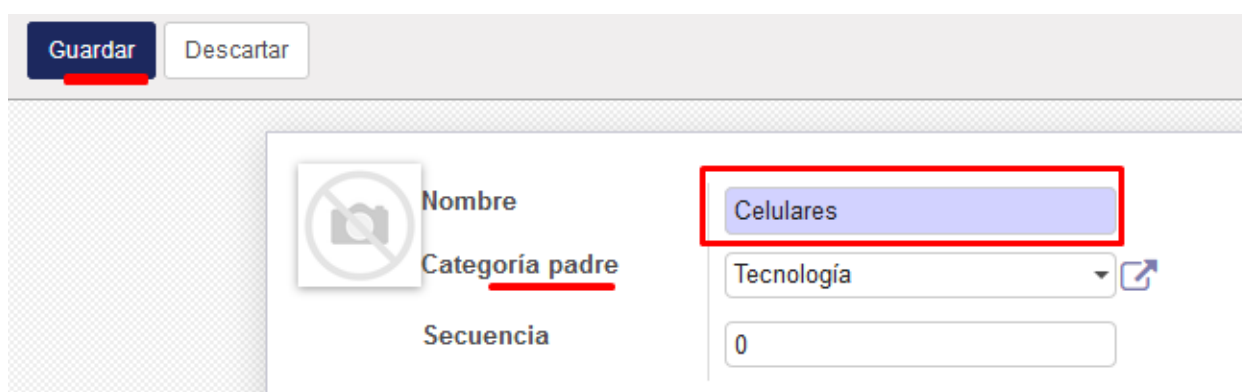 Guardar Descartar
Nombre Celulares
Categoría padre Tecnología
Secuencia 0